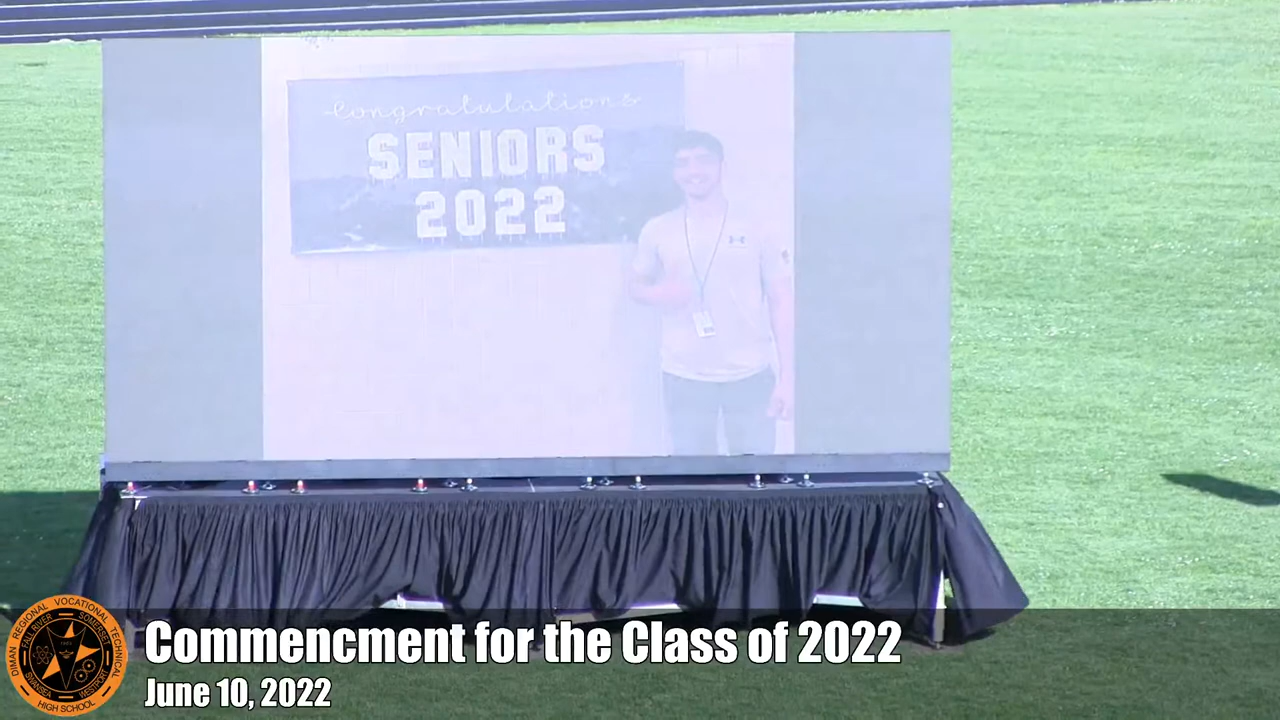 Congratulations
SENIORS
2022
DIMAN REGIONAL VOCATIONAL TECHNICAL
HIGH SCHOOL
FALL RIVER
SOMERSET
SWANSEA
WESTPORT
Commencment for the Class of 2022
June 10, 2022